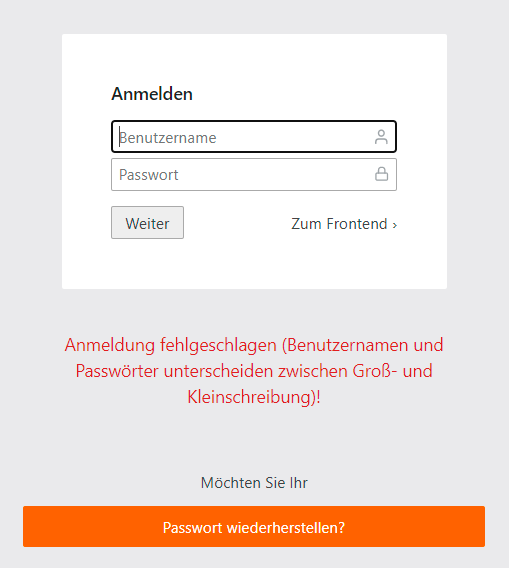 Anmelden
Benutzername
Passwort
Weiter
Zum Frontend ›
Anmeldung fehlgeschlagen (Benutzernamen und
Passwörter unterscheiden zwischen Groß- und
Kleinschreibung)!
Möchten Sie Ihr
Passwort wiederherstellen?